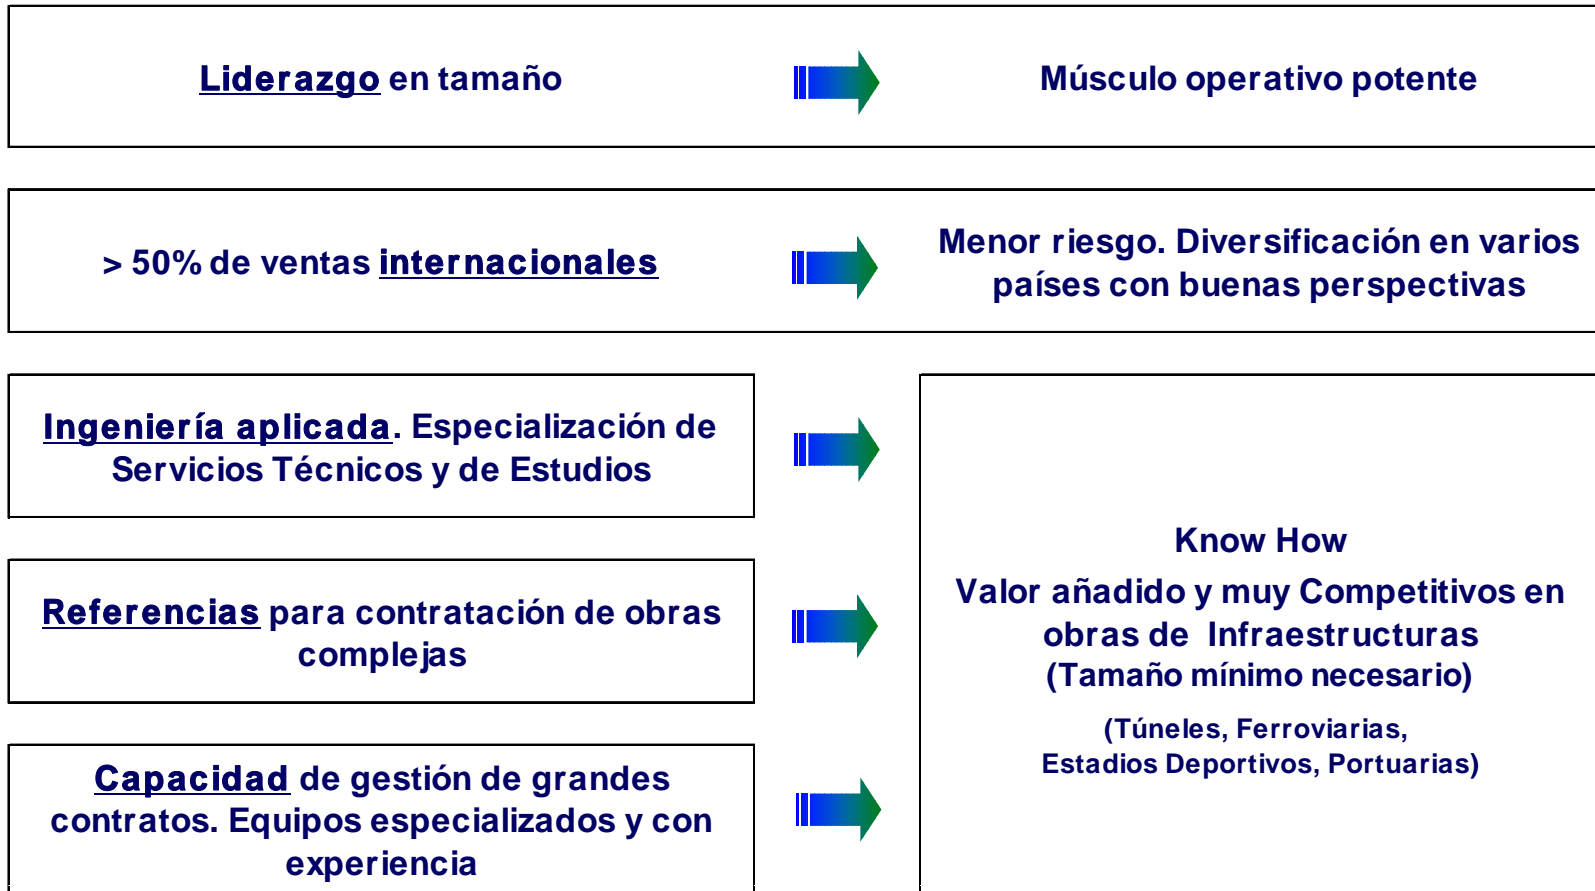 Liderazgo en tamaño
Músculo operativo potente
> 50% de ventas internacionales
Menor riesgo. Diversificación en varios
países con buenas perspectivas
Ingeniería aplicada. Especialización de
Servicios Técnicos y de Estudios
Referencias para contratación de obras
complejas
Capacidad de gestión de grandes
contratos. Equipos especializados y con
experiencia
Know How
Valor añadido y muy Competitivos en
obras de Infraestructuras
(Tamaño mínimo necesario)
(Túneles, Ferroviarias,
Estadios Deportivos, Portuarias)